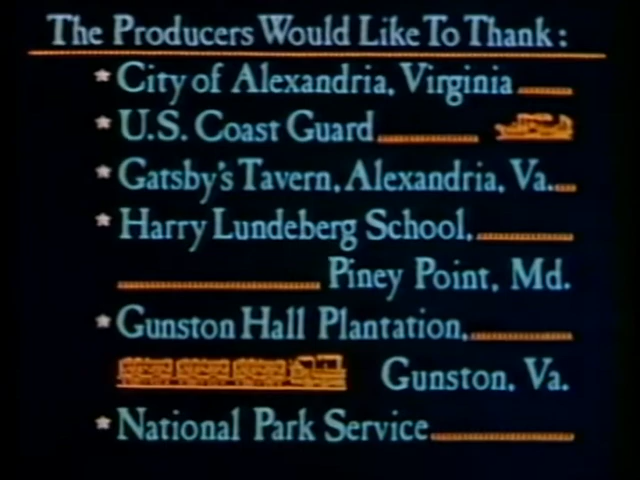 The Producers Would Like To Thank:
* City of Alexandria, Virginia
* U.S. Coast Guard
* Gatsby's Tavern, Alexandria, Va.
* Harry Lundeberg School,
Piney Point, Md.
* Gunston Hall Plantation,
Gunston, Va.
* National Park Service